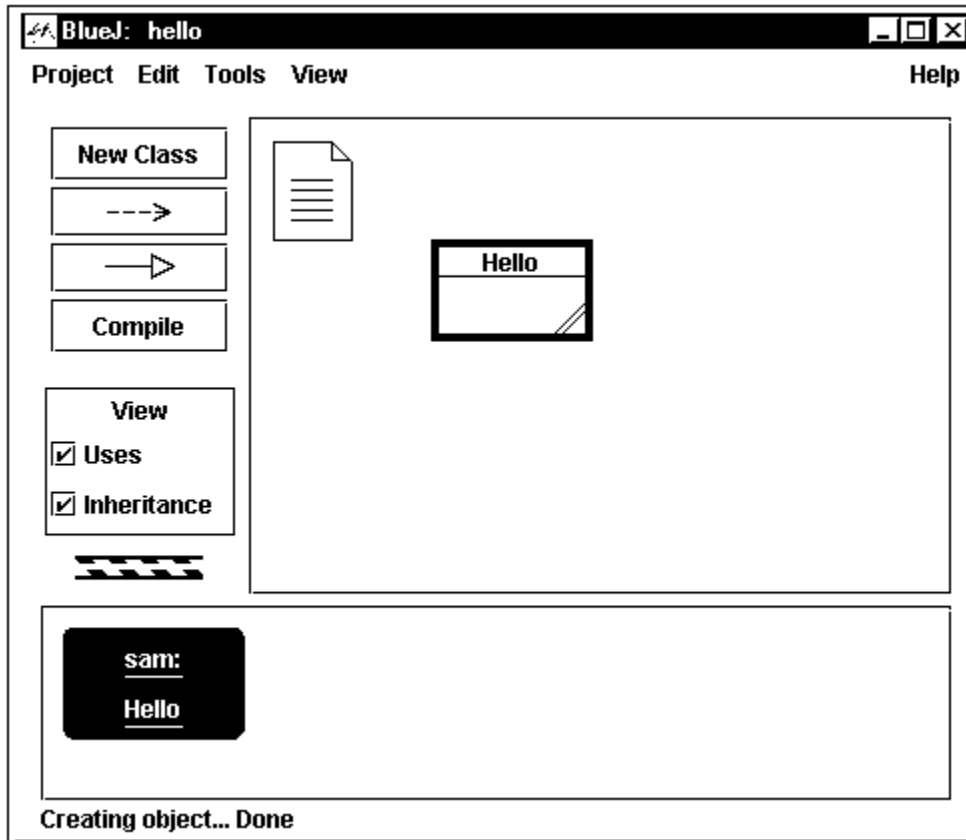 BlueJ: hello
Project Edit Tools View Help
New Class
Compile
View
Uses
Inheritance
Hello
sam:
Hello
Creating object... Done